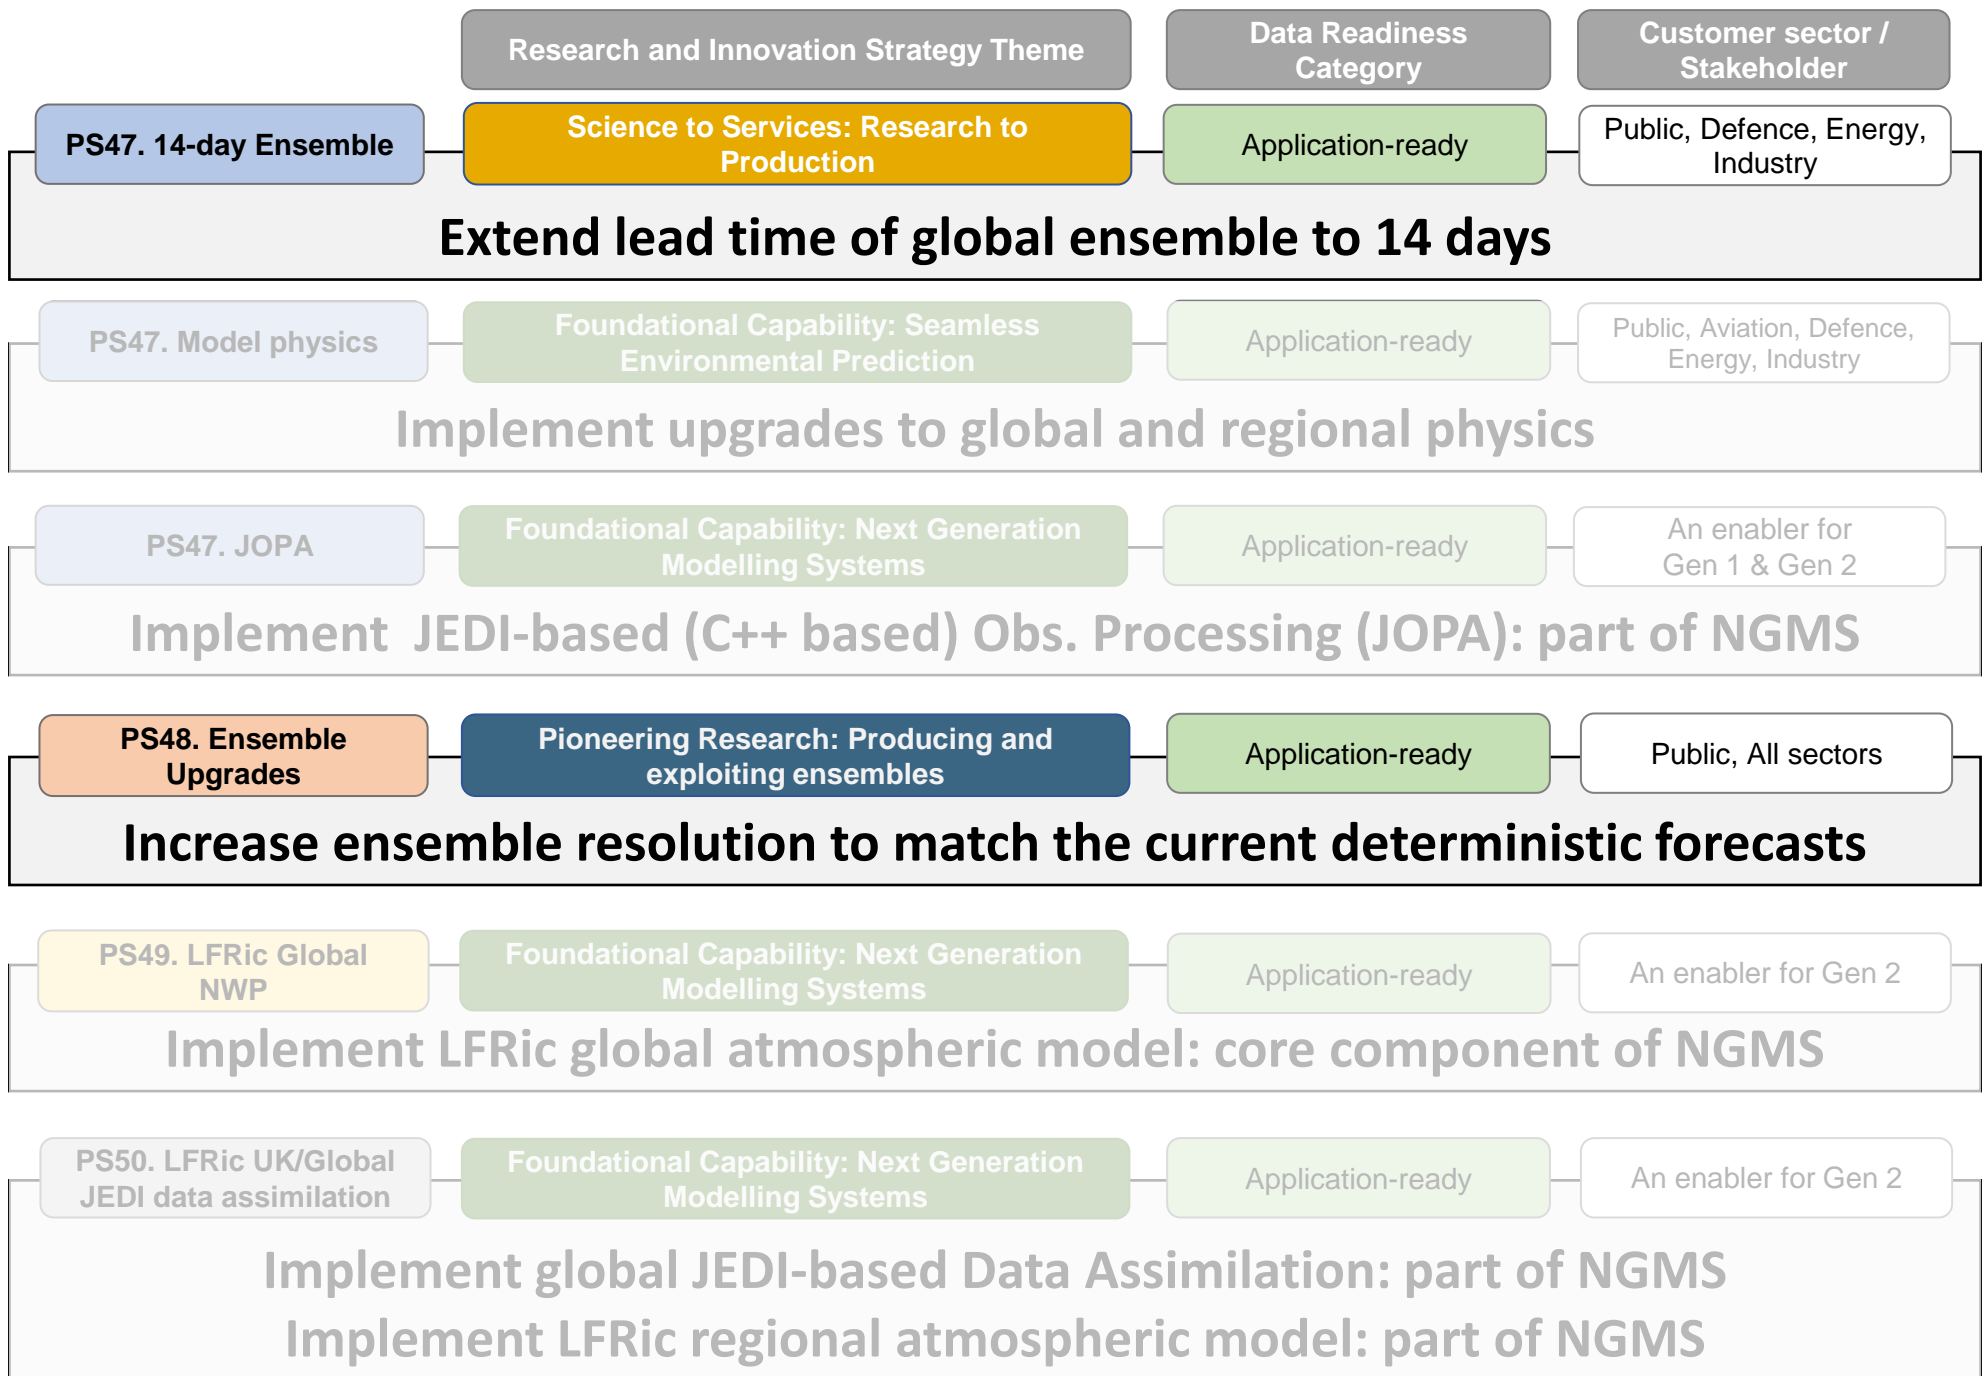 Research and Innovation Strategy Theme
Data Readiness
Category
Customer sector /
Stakeholder
PS47. 14-day Ensemble
Science to Services: Research to
Production
Application-ready
Public, Defence, Energy,
Industry
Extend lead time of global ensemble to 14 days
PS47. Model physics
Foundational Capability: Seamless
Environmental Prediction
Application-ready
Public, Aviation, Defence,
Energy, Industry
Implement upgrades to global and regional physics
PS47. JOPA
Foundational Capability: Next Generation
Modelling Systems
Application-ready
An enabler for
Gen 1 & Gen 2
Implement JEDI-based (C++ based) Obs. Processing (JOPA): part of NGMS
PS48. Ensemble
Upgrades
Pioneering Research: Producing and
exploiting ensembles
Application-ready
Public, All sectors
Increase ensemble resolution to match the current deterministic forecasts
PS49. LFRic Global
NWP
Foundational Capability: Next Generation
Modelling Systems
Application-ready
An enabler for Gen 2
Implement LFRic global atmospheric model: core component of NGMS
PS50. LFRic UK/Global
JEDI data assimilation
Foundational Capability: Next Generation
Modelling Systems
Application-ready
An enabler for Gen 2
Implement global JEDI-based Data Assimilation: part of NGMS
Implement LFRic regional atmospheric model: part of NGMS